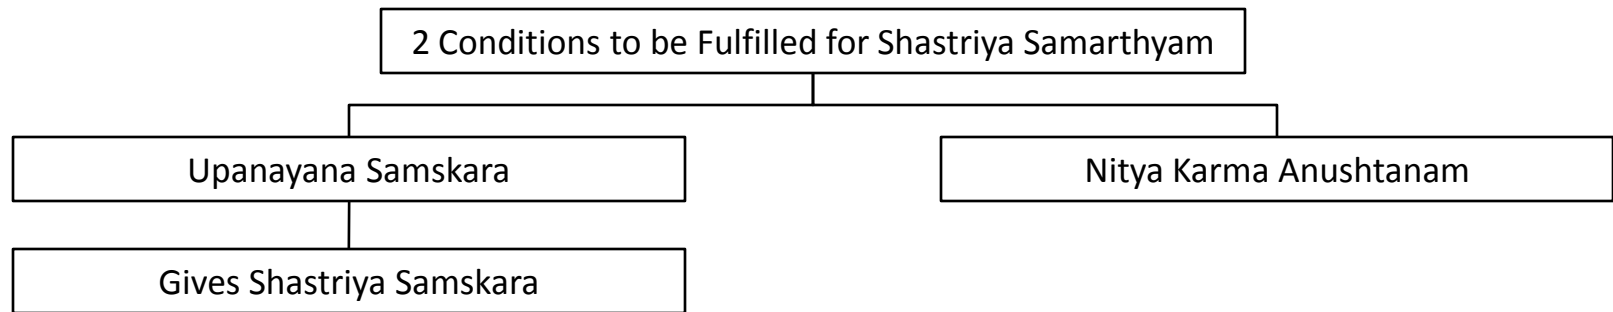 2 Conditions to be Fulfilled for Shastriya Samarthyam
Upanayana Samskara
Nitya Karma Anushtanam
Gives Shastriya Samskara